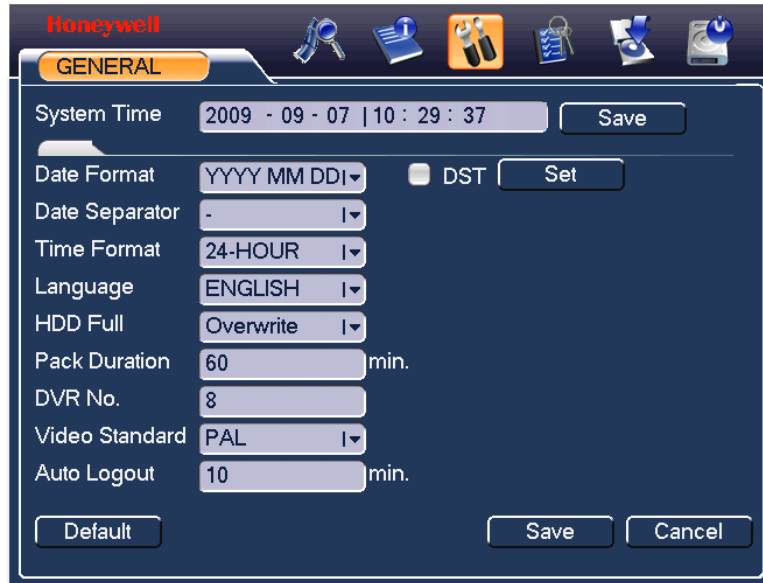 Honeywell
GENERAL
System Time 2009 - 09 - 07 | 10 : 29 : 37 Save
Date Format YYYY MM DD DST Set
Date Separator -
Time Format 24-HOUR
Language ENGLISH
HDD Full Overwrite
Pack Duration 60 min.
DVR No. 8
Video Standard PAL
Auto Logout 10 min.
Default Save Cancel